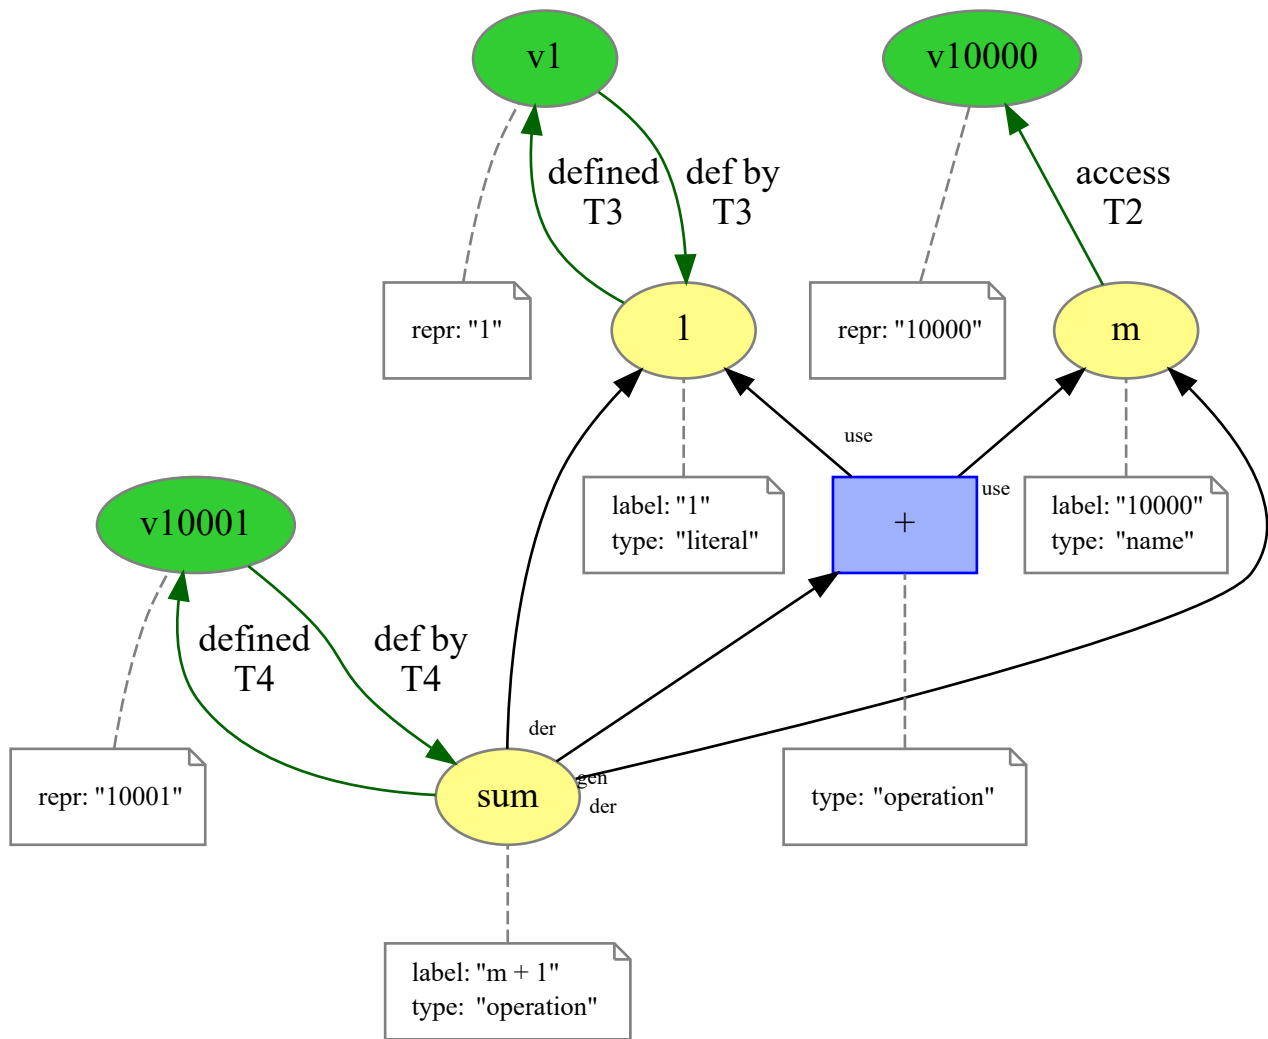 v1
v10000
defined
T3
def by
T3
access
T2
repr: "1"
1
repr: "10000"
m
use
label: "1"
type: "literal"
+
use
label: "10000"
type: "name"
v10001
defined
T4
def by
T4
der
gen
der
repr: "10001"
sum
type: "operation"
label: "m + 1"
type: "operation"